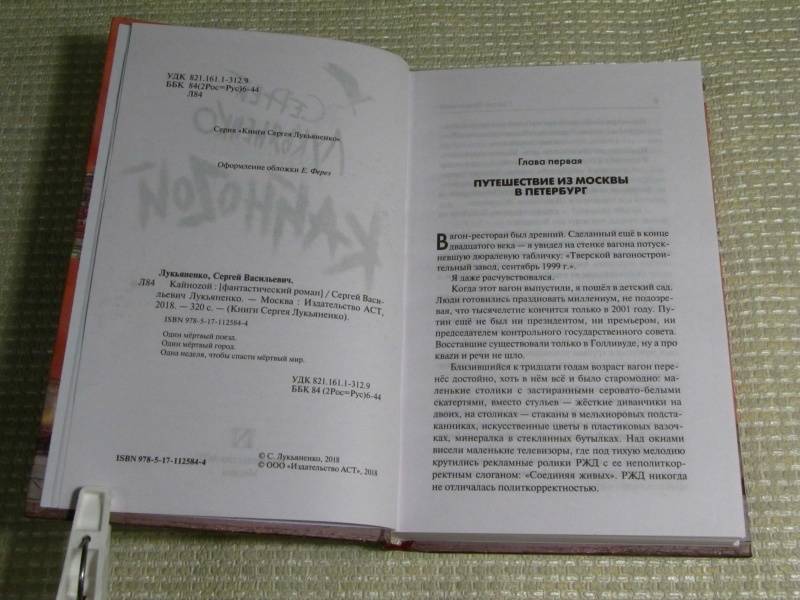 УДК 821.161.1-312.9
ББК 84(2Рос=Рус)6-44
Л84
Серия «Книги Сергея Лукьяненко»
Оформление обложки Е. Ферез
Лукьяненко, Сергей Васильевич.
Л84 Кайнозой : [фантастический роман] / Сергей Васи-
льевич Лукьяненко. — Москва : Издательство АСТ,
2018. — 320 с. — (Книги Сергея Лукьяненко).
ISBN 978-5-17-112584-4
Один мёртвый поезд.
Один мёртвый город.
Одна неделя, чтобы спасти мёртвый мир.
УДК 821.161.1-312.9
ББК 84 (2Рос=Рус)6-44
© С. Лукьяненко, 2018
ISBN 978-5-17-112584-4 © ООО «Издательство АСТ», 2018
Глава первая
ПУТЕШЕСТВИЕ ИЗ МОСКВЫ
В ПЕТЕРБУРГ
Вагон-ресторан был древний. Сделанный ещё в конце
двадцатого века — я увидел на стенке вагона потуск-
невшую дюралевую табличку: «Тверской вагонострои-
тельный завод, сентябрь 1999 г.».
Я даже расчувствовался.
Когда этот вагон выпустили, я пошёл в детский сад.
Люди готовились праздновать миллениум, не подозре-
вая, что тысячелетие кончится только в 2001 году. Пу-
тин ещё не был ни президентом, ни премьером, ни
председателем контрольного государственного совета.
Восставшие существовали только в Голливуде, ну а про
квази и речи не шло.
Близившийся к тридцати годам возраст вагон пере-
нёс достойно, хоть в нём всё и было старомодно: ма-
ленькие столики с застиранными серовато-белыми
скатертями, вместо стульев — жёсткие диванчики на
двоих, на столиках — стаканы в мельхиоровых подста-
канниках, искусственные цветы в пластиковых вазоч-
ках, минералка в стеклянных бутылках. Над окнами
висели маленькие телевизоры, где под тихую мелодию
крутились рекламные ролики РЖД с ее неполиткор-
ректным слоганом: «Соединяя живых». РЖД никогда
не отличалась политкорректностью.